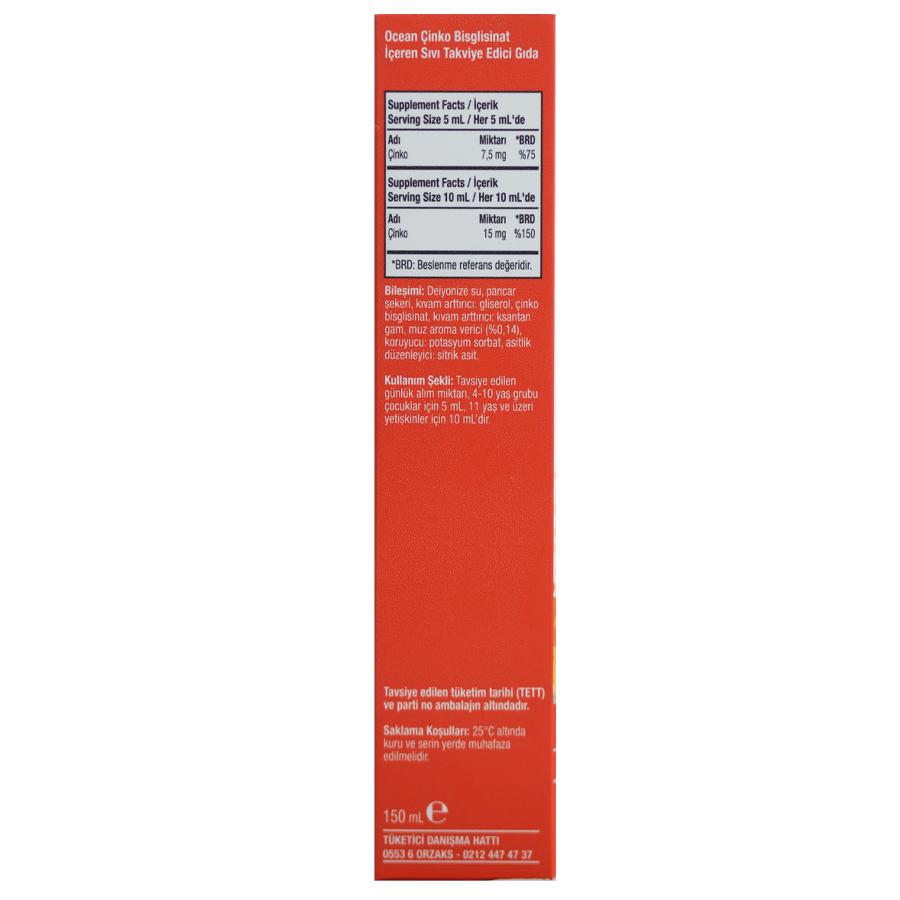 Ocean Çinko Bisglisinat
İçeren Sıvı Takviye Edici Gıda
Supplement Facts / İçerik
Serving Size 5 mL / Her 5 mL'de
Adı Miktarı *BRD
Çinko 7,5 mg %75
Supplement Facts / İçerik
Serving Size 10 mL / Her 10 mL'de
Adı Miktarı *BRD
Çinko 15 mg %150
*BRD: Beslenme referans değeridir.
Bileşimi: Deiyonize su, pancar
şekeri, kıvam arttırıcı: gliserol, çinko
bisglisinat, kıvam arttırıcı: ksantan
gam, muz aroma verici (%0,14),
koruyucu: potasyum sorbat, asitlik
düzenleyici: sitrik asit.
Kullanım Şekli: Tavsiye edilen
günlük alım miktarı, 4-10 yaş grubu
çocuklar için 5 mL, 11 yaş ve üzeri
yetişkinler için 10 mL'dir.
Tavsiye edilen tüketim tarihi (TETT)
ve parti no ambalajın altındadır.
Saklama Koşulları: 25°C altında
kuru ve serin yerde muhafaza
edilmelidir.
150 mL e
TÜKETİCİ DANIŞMA HATTI
0553 6 ORZAKS - 0212 447 47 37